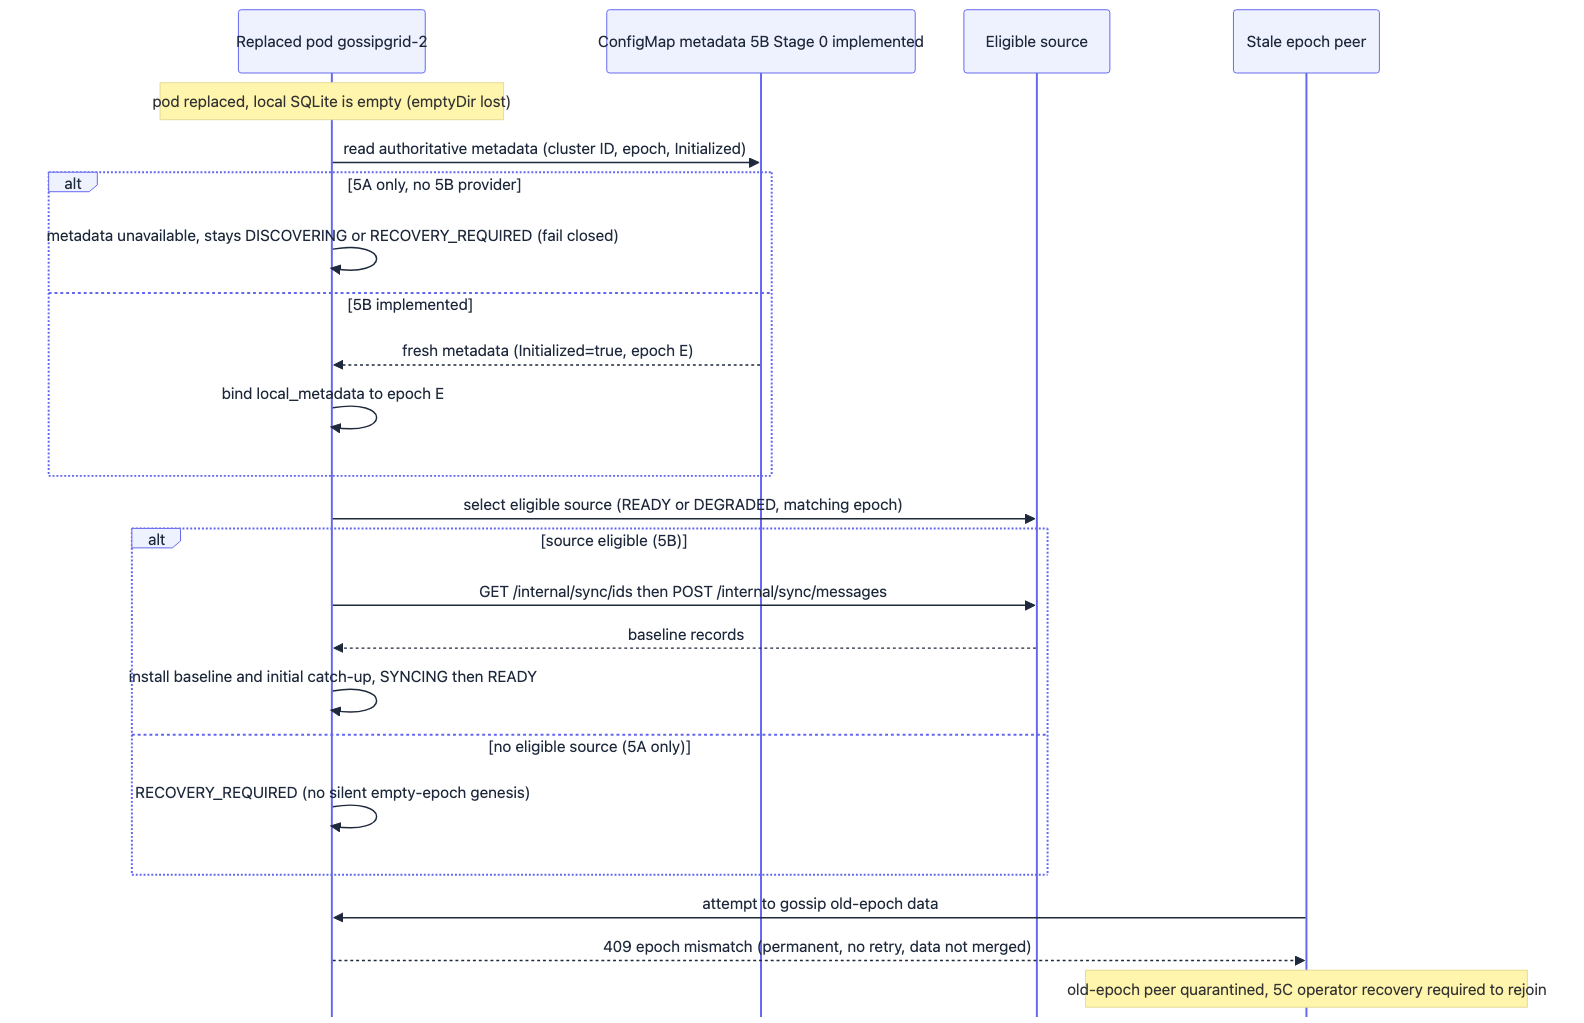 Replaced pod gossipgrid-2
ConfigMap metadata 5B Stage 0 implemented
Eligible source
Stale epoch peer
pod replaced, local SQLite is empty (emptyDir lost)
read authoritative metadata (cluster ID, epoch, Initialized)
alt
[5A only, no 5B provider]
metadata unavailable, stays DISCOVERING or RECOVERY_REQUIRED (fail closed)
[5B implemented]
fresh metadata (Initialized=true, epoch E)
bind local_metadata to epoch E
select eligible source (READY or DEGRADED, matching epoch)
alt
[source eligible (5B)]
GET /internal/sync/ids then POST /internal/sync/messages
baseline records
install baseline and initial catch-up, SYNCING then READY
[no eligible source (5A only)]
RECOVERY_REQUIRED (no silent empty-epoch genesis)
attempt to gossip old-epoch data
409 epoch mismatch (permanent, no retry, data not merged)
old-epoch peer quarantined, 5C operator recovery required to rejoin